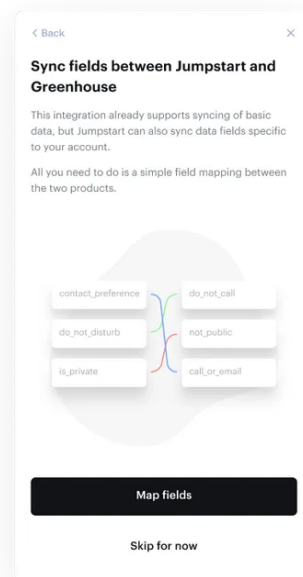 Back
Sync fields between Jumpstart and
Greenhouse
This integration already supports syncing of basic
data, but Jumpstart can also sync data fields specific
to your account.
All you need to do is a simple field mapping between
the two products.
contact_preference
do_not_call
do_not_disturb
not_public
is_private
call_or_email
Map fields
Skip for now